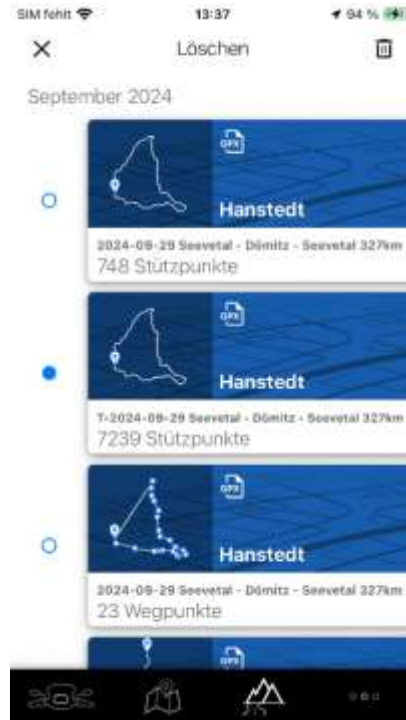 SIM fehlt 13:37 94 %
Löschen
September 2024
GPX
Hanstedt
2024-09-29 Seevetal - Dömitz - Seevetal 327km
748 Stützpunkte
GPX
Hanstedt
T-2024-09-29 Seevetal - Dömitz - Seevetal 327km
7239 Stützpunkte
GPX
Hanstedt
2024-09-29 Seevetal - Dömitz - Seevetal 327km
23 Wegpunkte
GPX